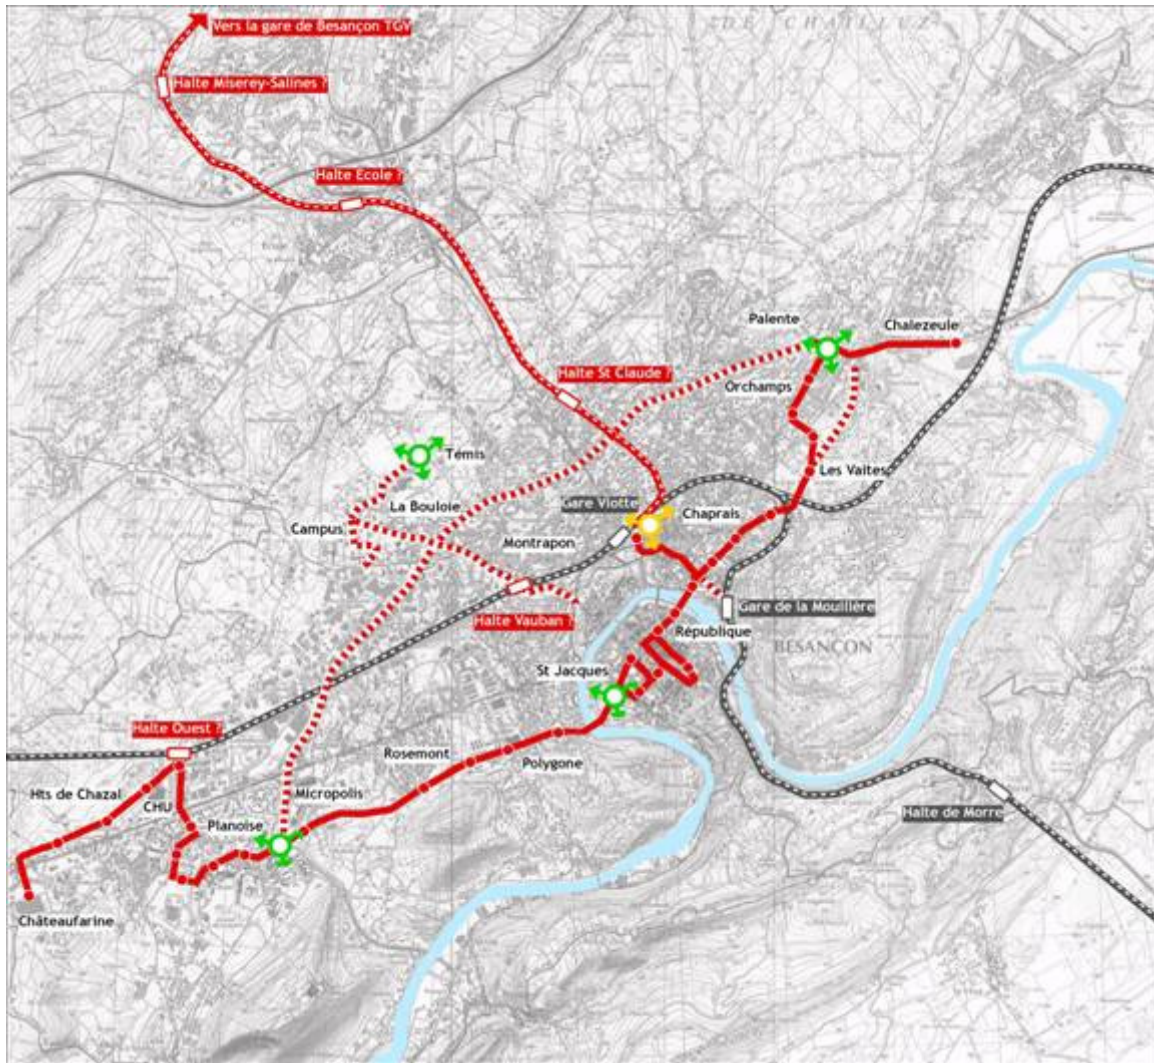 DE CHAILLU
Vers la gare de Besançon TGV
Halte Miserey-Salines ?
Halte Ecole ?
Palente
Chalezeule
Halte St Claude ?
Orchamps
Témis
Les Vaites
La Bouloie
Gare Viotte
Chaprais
Campus
Montrapon
Halte Vauban ?
Gare de la Mouillère
République
BESANCON
St Jacques
Halte Ouest ?
Rosemont
Polygone
Hts de Chazal
CHU
Micropolis
Planoise
Halte de Morre
Châteaufarine